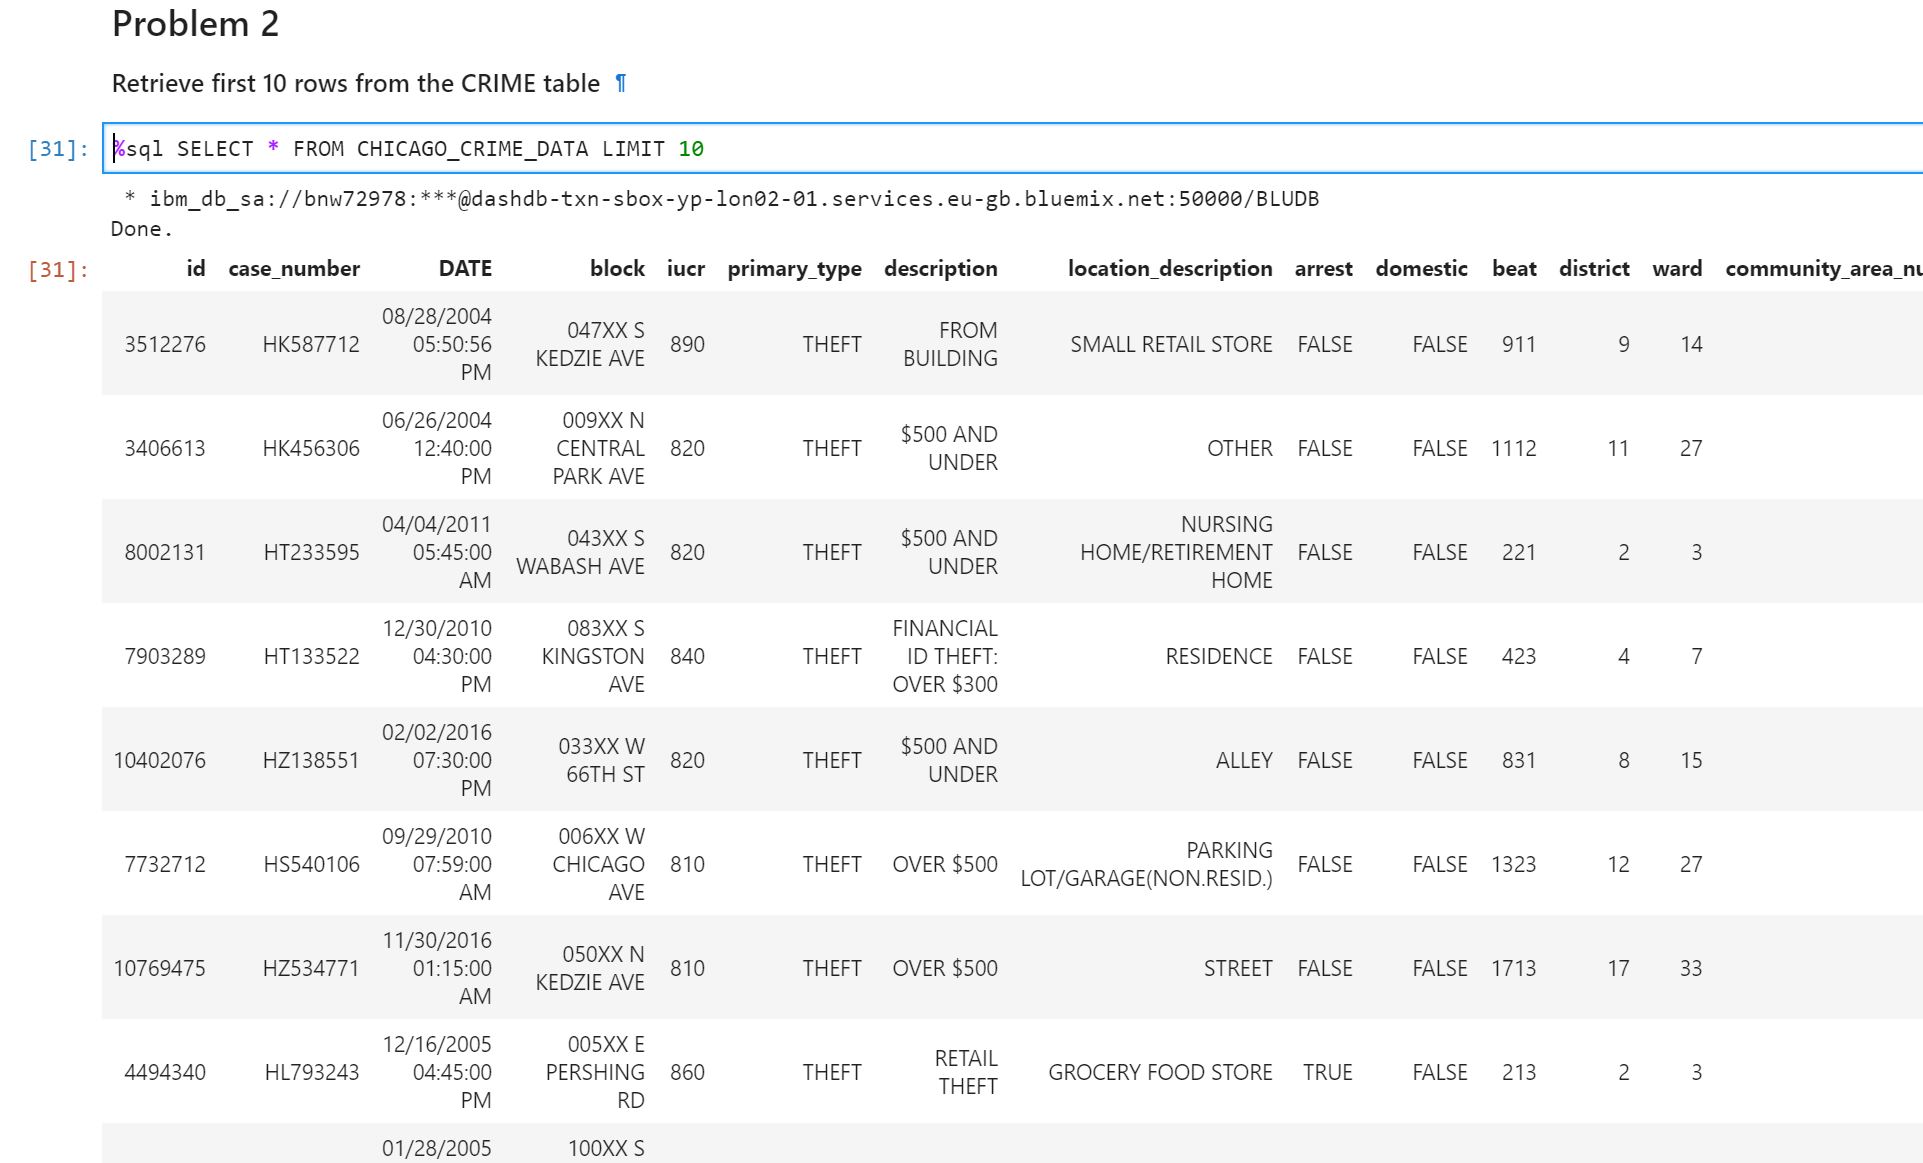 Problem 2
Retrieve first 10 rows from the CRIME table ¶
[31]: %sql SELECT * FROM CHICAGO_CRIME_DATA LIMIT 10
* ibm_db_sa://bnw72978:***@dashdb-txn-sbox-yp-lon02-01.services.eu-gb.bluemix.net:50000/BLUDB
Done.
[31]: id case_number DATE block iucr primary_type description location_description arrest domestic beat district ward community_area_nu
3512276 HK587712 08/28/2004 05:50:56 PM 047XX S KEDZIE AVE 890 THEFT FROM BUILDING SMALL RETAIL STORE FALSE FALSE 911 9 14
3406613 HK456306 06/26/2004 12:40:00 PM 009XX N CENTRAL PARK AVE 820 THEFT $500 AND UNDER OTHER FALSE FALSE 1112 11 27
8002131 HT233595 04/04/2011 05:45:00 AM 043XX S WABASH AVE 820 THEFT $500 AND UNDER NURSING HOME/RETIREMENT HOME FALSE FALSE 221 2 3
7903289 HT133522 12/30/2010 04:30:00 PM 083XX S KINGSTON AVE 840 THEFT FINANCIAL ID THEFT: OVER $300 RESIDENCE FALSE FALSE 423 4 7
10402076 HZ138551 02/02/2016 07:30:00 PM 033XX W 66TH ST 820 THEFT $500 AND UNDER ALLEY FALSE FALSE 831 8 15
7732712 HS540106 09/29/2010 07:59:00 AM 006XX W CHICAGO AVE 810 THEFT OVER $500 PARKING LOT/GARAGE(NON.RESID.) FALSE FALSE 1323 12 27
10769475 HZ534771 11/30/2016 01:15:00 AM 050XX N KEDZIE AVE 810 THEFT OVER $500 STREET FALSE FALSE 1713 17 33
4494340 HL793243 12/16/2005 04:45:00 PM 005XX E PERSHING RD 860 THEFT RETAIL THEFT GROCERY FOOD STORE TRUE FALSE 213 2 3
01/28/2005 100XX S